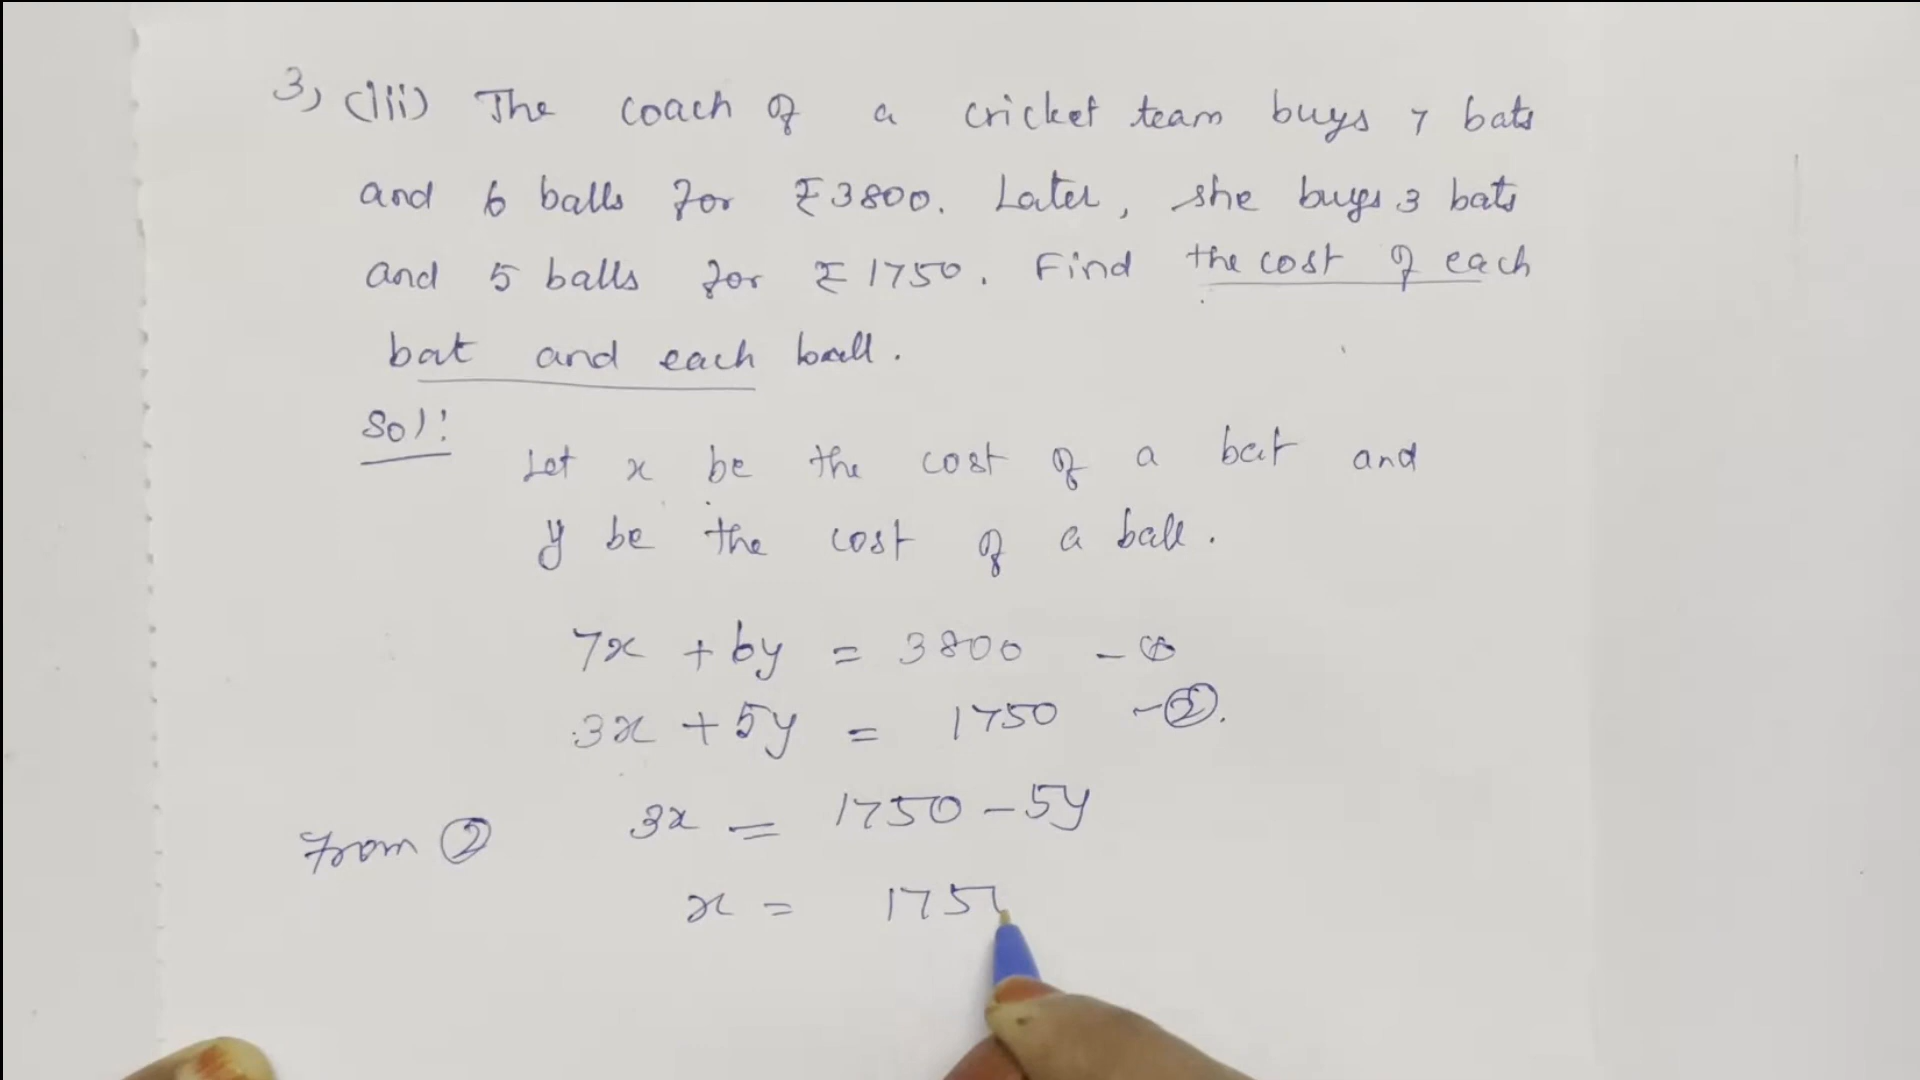 3, (iii) The coach of a cricket team buys 7 bats
and 6 balls for ₹3800. Later, she buys 3 bats
and 5 balls for ₹1750. Find the cost of each
bat and each ball.
Sol:
Let x be the cost of a bat and
y be the cost of a ball.
7x + 6y = 3800 - ①
3x + 5y = 1750 - ②.
From ② 3x = 1750 - 5y
x = 175